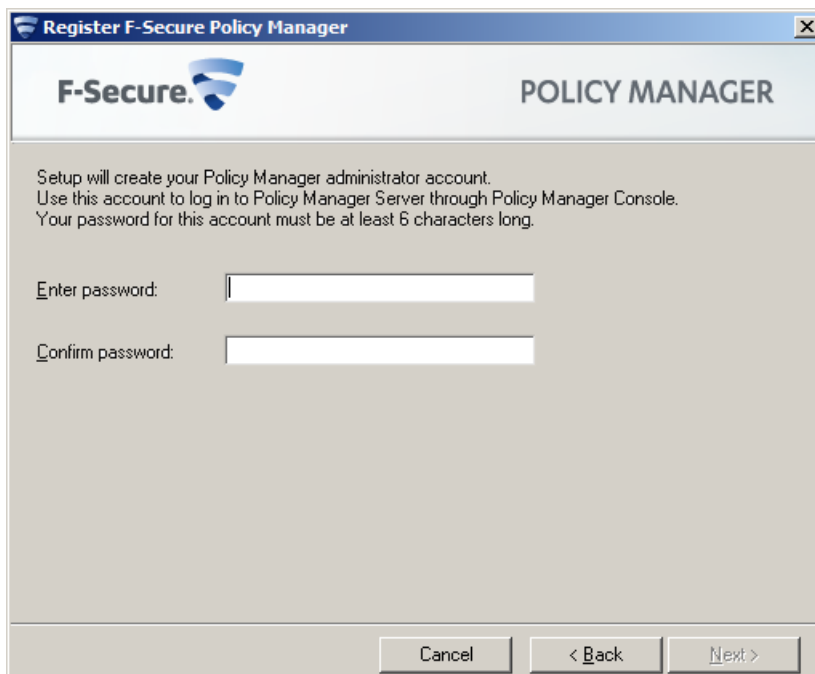 Register F-Secure Policy Manager
F-Secure.
POLICY MANAGER
Setup will create your Policy Manager administrator account.
Use this account to log in to Policy Manager Server through Policy Manager Console.
Your password for this account must be at least 6 characters long.
Enter password:
Confirm password:
Cancel
< Back
Next >